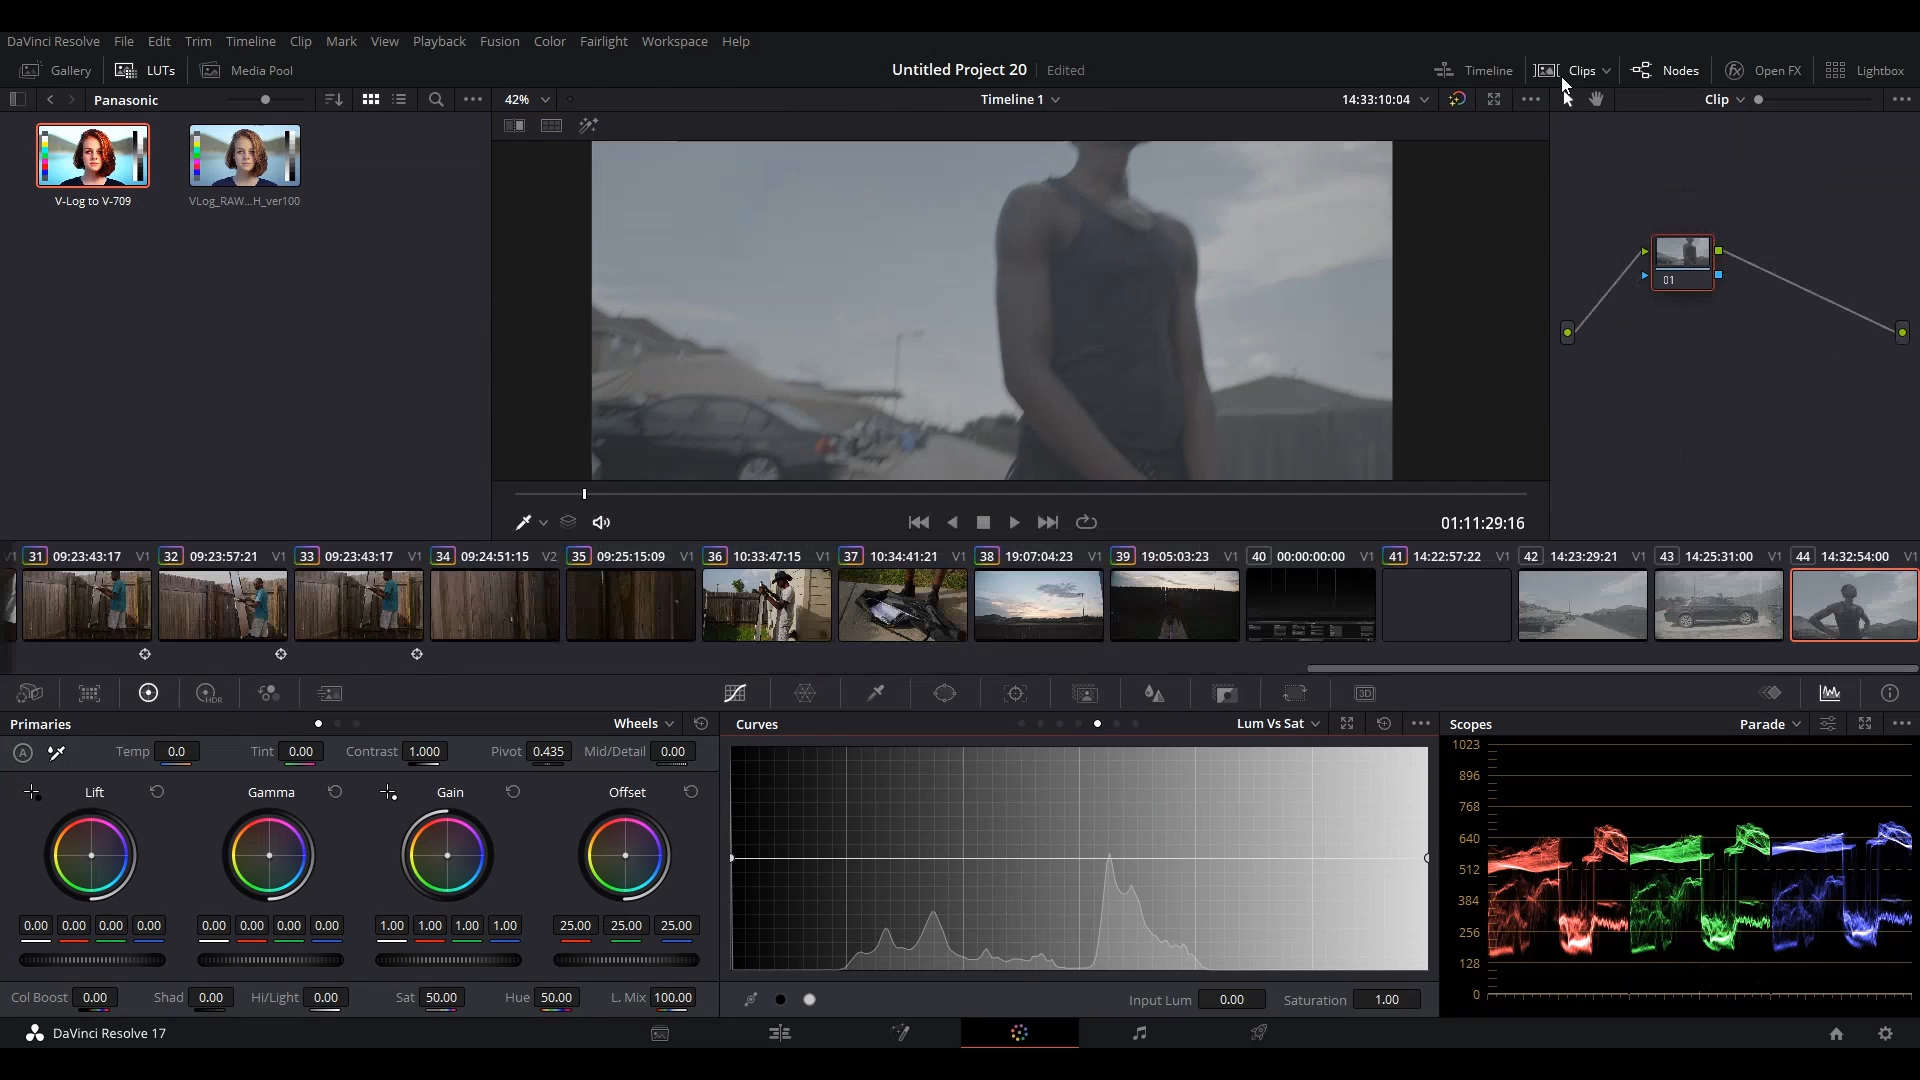 DaVinci Resolve File Edit Trim Timeline Clip Mark View Playback Fusion Color Fairlight Workspace Help
Gallery LUTs Media Pool Untitled Project 20 Edited Timeline Clips Nodes Open FX Lightbox
Panasonic 42% Timeline 1 14:33:10:04 Clip
V-Log to V-709 VLog_RAW...H_ver100
01
01:11:29:16
V1 31 09:23:43:17 V1 32 09:23:57:21 V1 33 09:23:43:17 V1 34 09:24:51:15 V2 35 09:25:15:09 V1 36 10:33:47:15 V1 37 10:34:41:21 V1 38 19:07:04:23 V1 39 19:05:03:23 V1 40 00:00:00:00 V1 41 14:22:57:22 V1 42 14:23:29:21 V1 43 14:25:31:00 V1 44 14:32:54:00 V1
HDR 3D
Primaries Wheels Curves Lum Vs Sat Scopes Parade
A Temp 0.0 Tint 0.00 Contrast 1.000 Pivot 0.435 Mid/Detail 0.00
Lift Gamma Gain Offset
0.00 0.00 0.00 0.00 0.00 0.00 0.00 0.00 1.00 1.00 1.00 1.00 25.00 25.00 25.00
Col Boost 0.00 Shad 0.00 Hi/Light 0.00 Sat 50.00 Hue 50.00 L. Mix 100.00
Input Lum 0.00 Saturation 1.00
1023
896
768
640
512
384
256
128
0
DaVinci Resolve 17